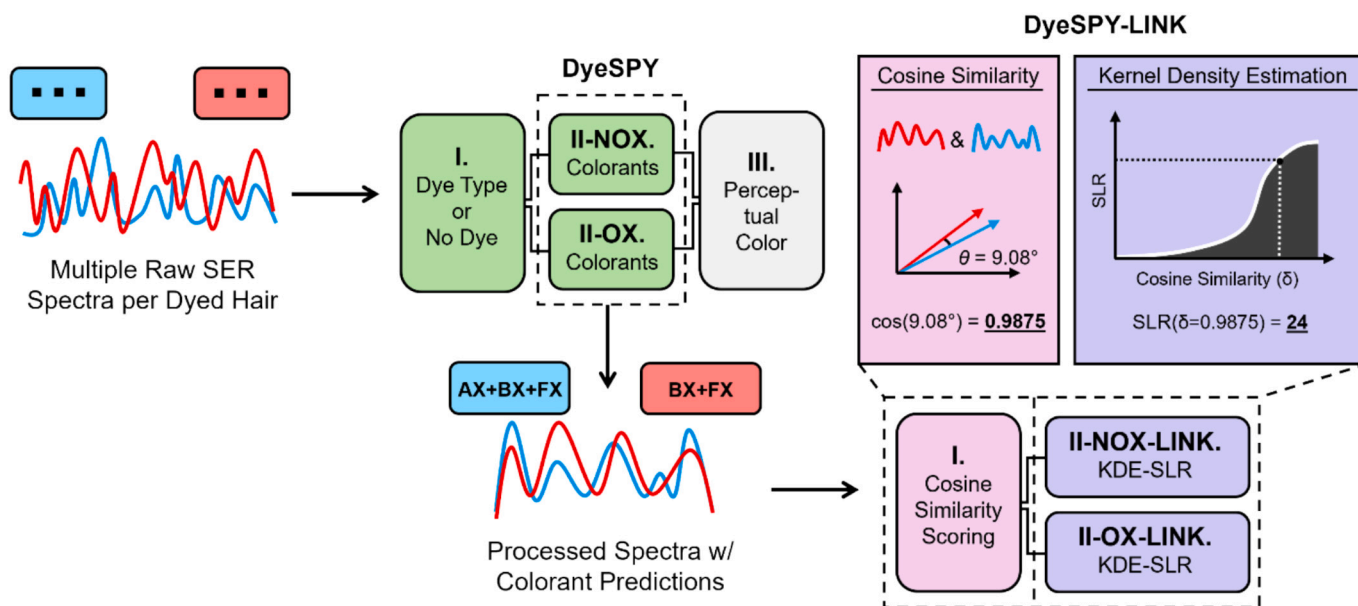 DyeSPY-LINK
DyeSPY
Cosine Similarity
Kernel Density Estimation
I.
Dye Type
or
No Dye
II-NOX.
Colorants
II-OX.
Colorants
III.
Percep-
tual
Color
&
θ = 9.08°
cos(9.08°) = 0.9875
SLR
Cosine Similarity (δ)
SLR(δ=0.9875) = 24
Multiple Raw SER
Spectra per Dyed Hair
AX+BX+FX
BX+FX
Processed Spectra w/
Colorant Predictions
I.
Cosine
Similarity
Scoring
II-NOX-LINK.
KDE-SLR
II-OX-LINK.
KDE-SLR